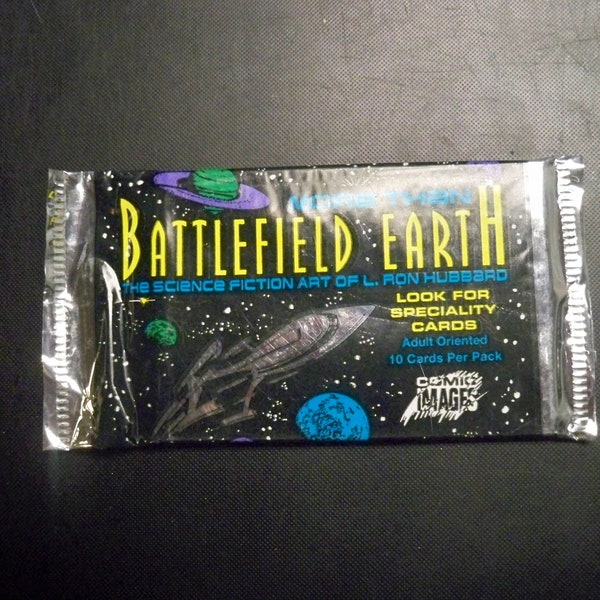 MORE THAN
BATTLEFIELD EARTH
THE SCIENCE FICTION ART OF L. RON HUBBARD
LOOK FOR
SPECIALITY
CARDS
Adult Oriented
10 Cards Per Pack
COMIC
IMAGES